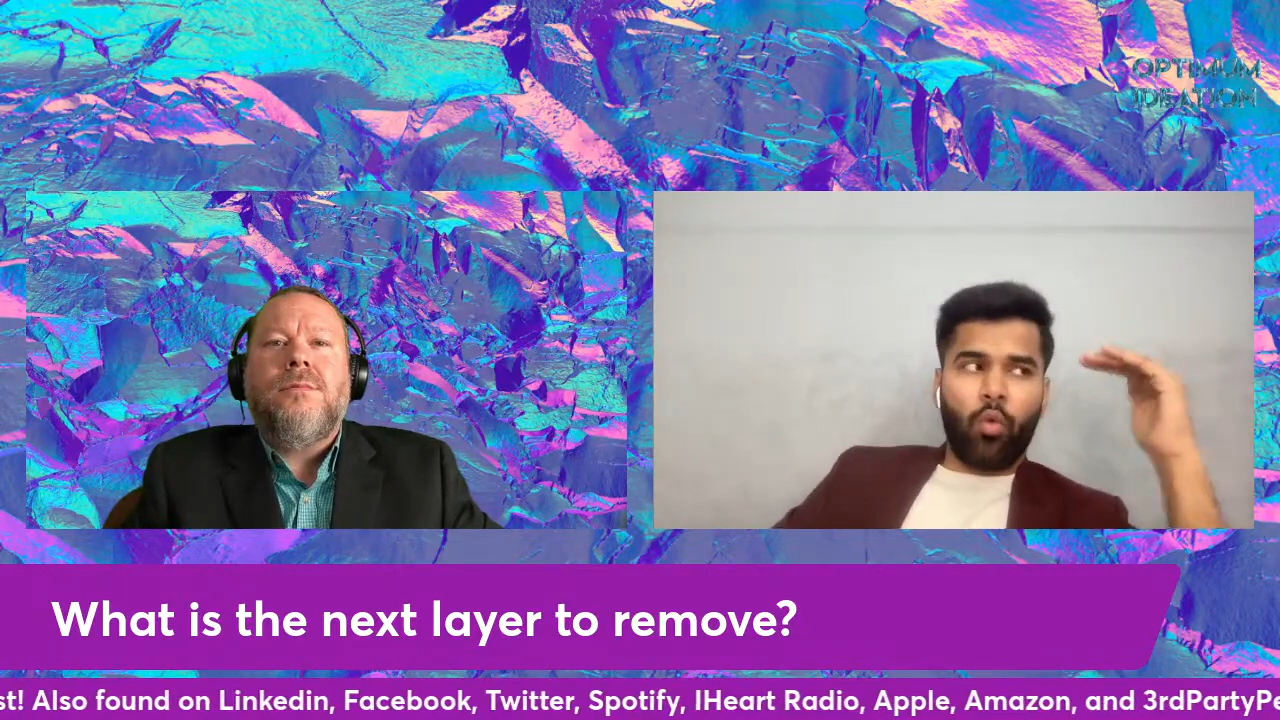 OPTIMUM
IDEATION
What is the next layer to remove?
st! Also found on Linkedin, Facebook, Twitter, Spotify, IHeart Radio, Apple, Amazon, and 3rdPartyPe